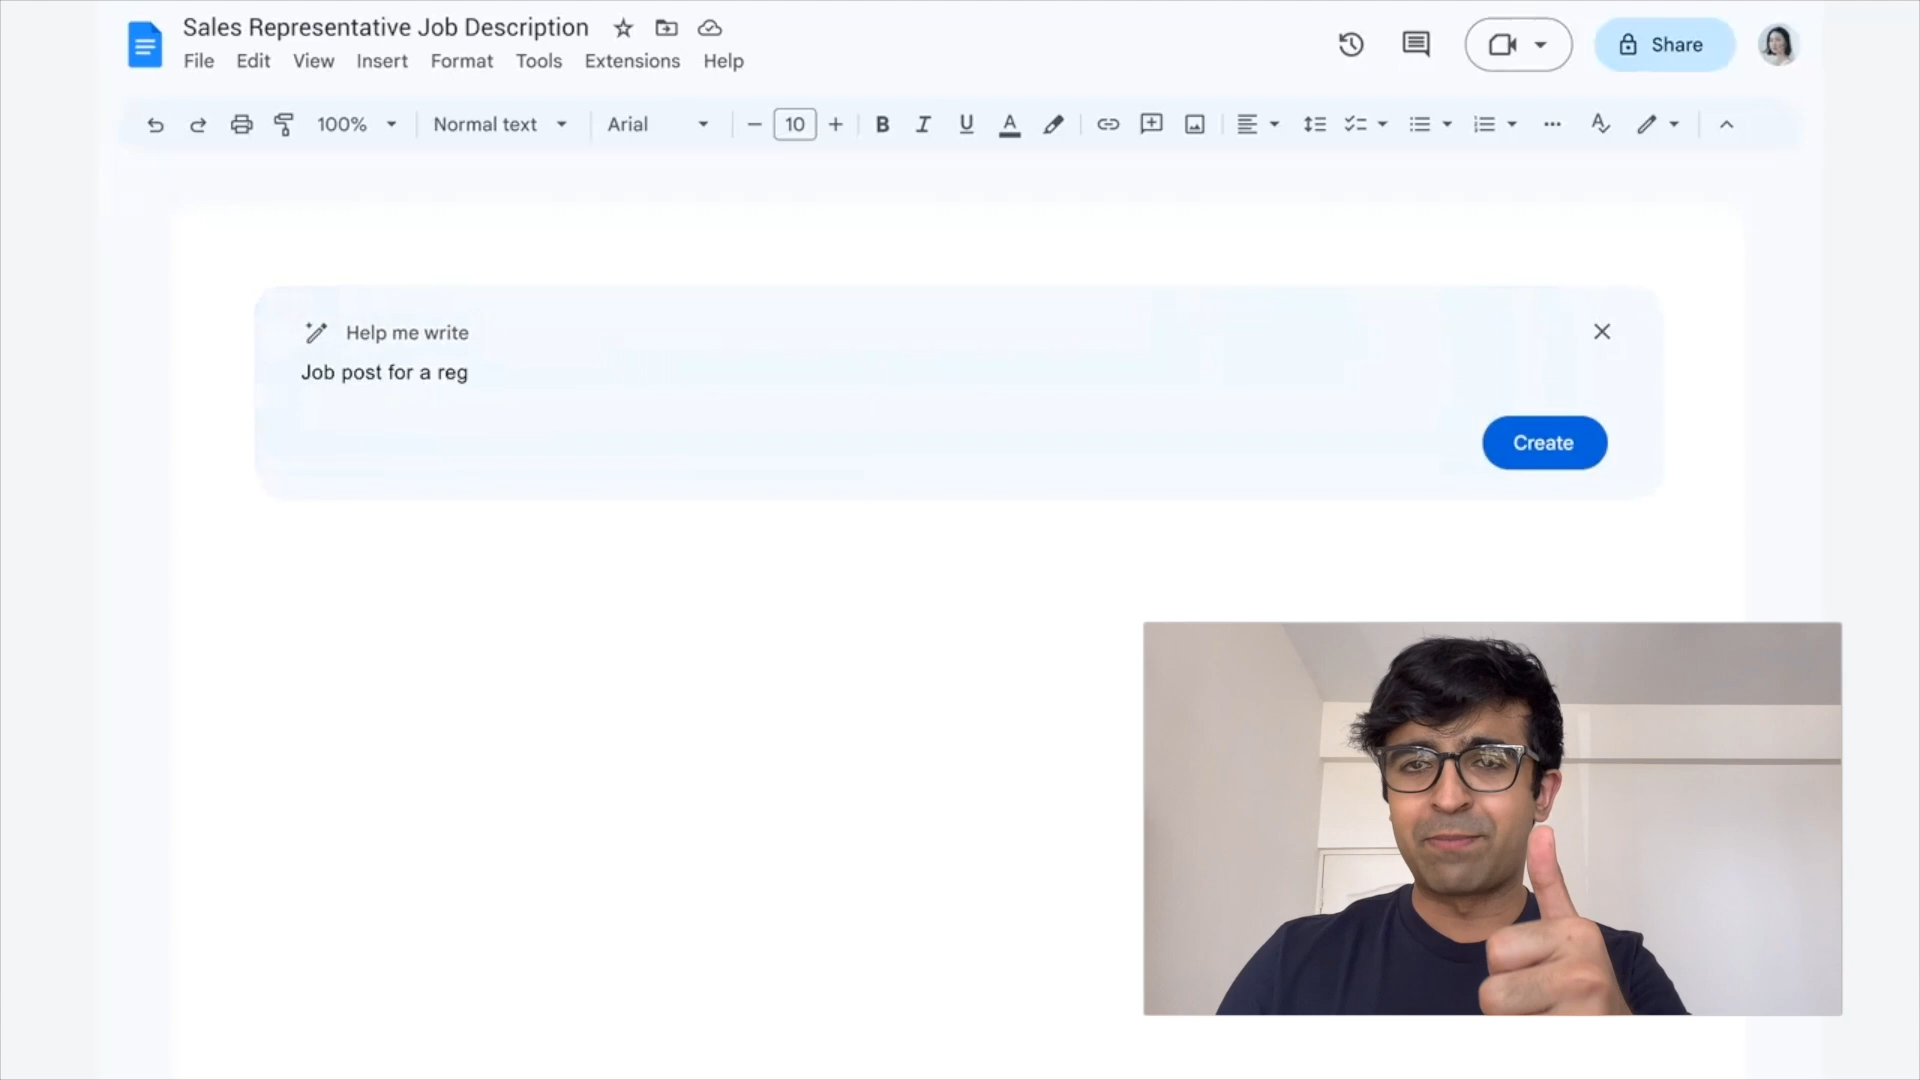 Sales Representative Job Description
File Edit View Insert Format Tools Extensions Help
Share
100% Normal text Arial 10 B I U A
Help me write
Job post for a reg
Create